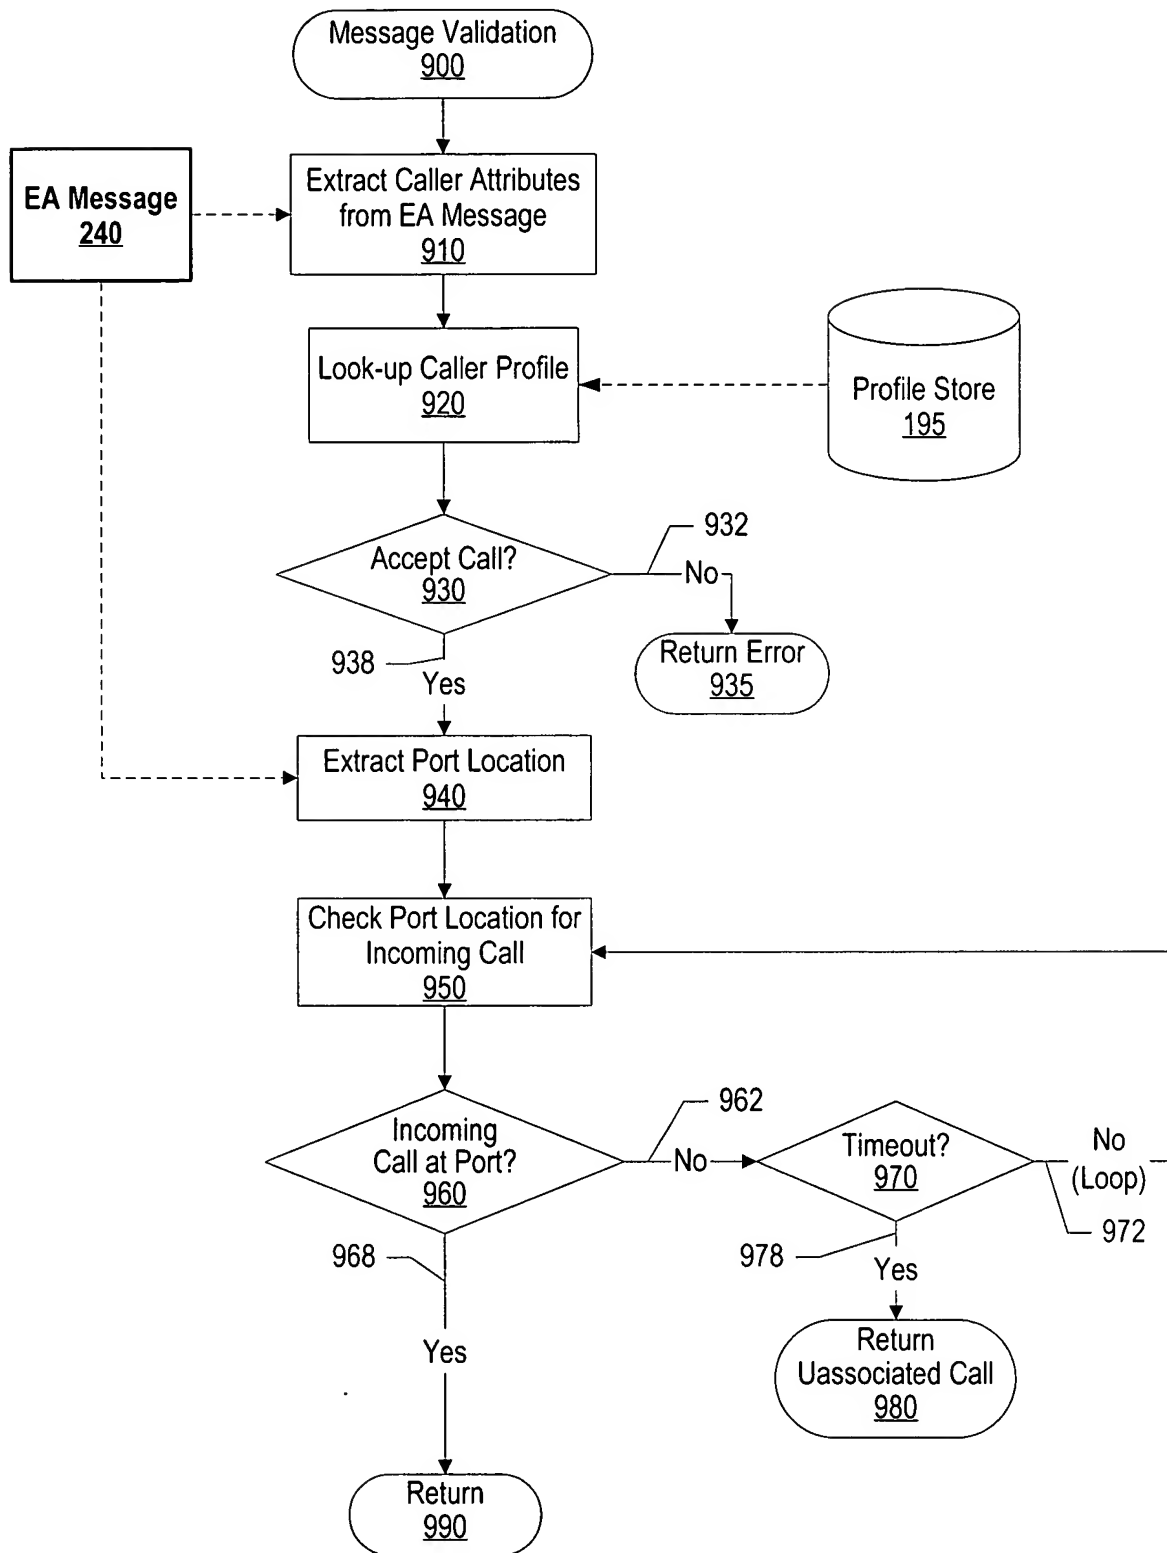 Message Validation
900
EA Message
240
Extract Caller Attributes
from EA Message
910
Look-up Caller Profile
920
Profile Store
195
Accept Call?
930
932
No
Return Error
935
938
Yes
Extract Port Location
940
Check Port Location for
Incoming Call
950
Incoming
Call at Port?
960
962
No
Timeout?
970
No
(Loop)
972
968
Yes
978
Yes
Return
Uassociated Call
980
Return
990